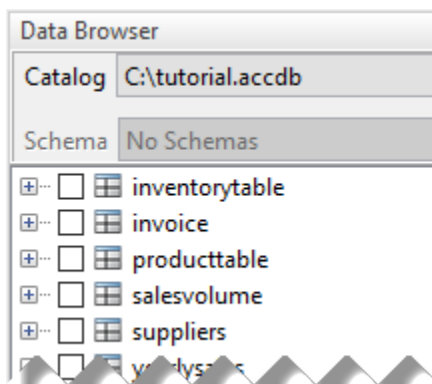 Data Browser
Catalog C:\tutorial.accdb
Schema No Schemas
inventorytable
invoice
producttable
salesvolume
suppliers